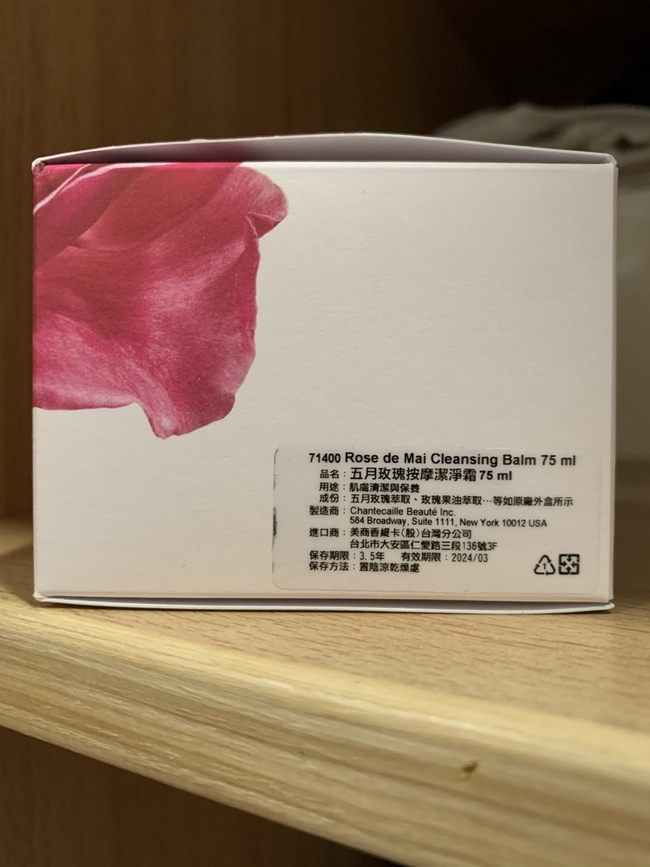 71400 Rose de Mai Cleansing Balm 75 ml
品名：五月玫瑰按摩潔淨霜 75 ml
用途：肌膚清潔與保養
成份：五月玫瑰萃取、玫瑰果油萃取…等如原廠外盒所示
製造商：Chantecaille Beauté Inc.
584 Broadway, Suite 1111, New York 10012 USA
進口商：美商香緹卡(股)台灣分公司
台北市大安區仁愛路三段136號3F
保存期限：3.5年 有效期限：2024/03
保存方法：置陰涼乾燥處
1